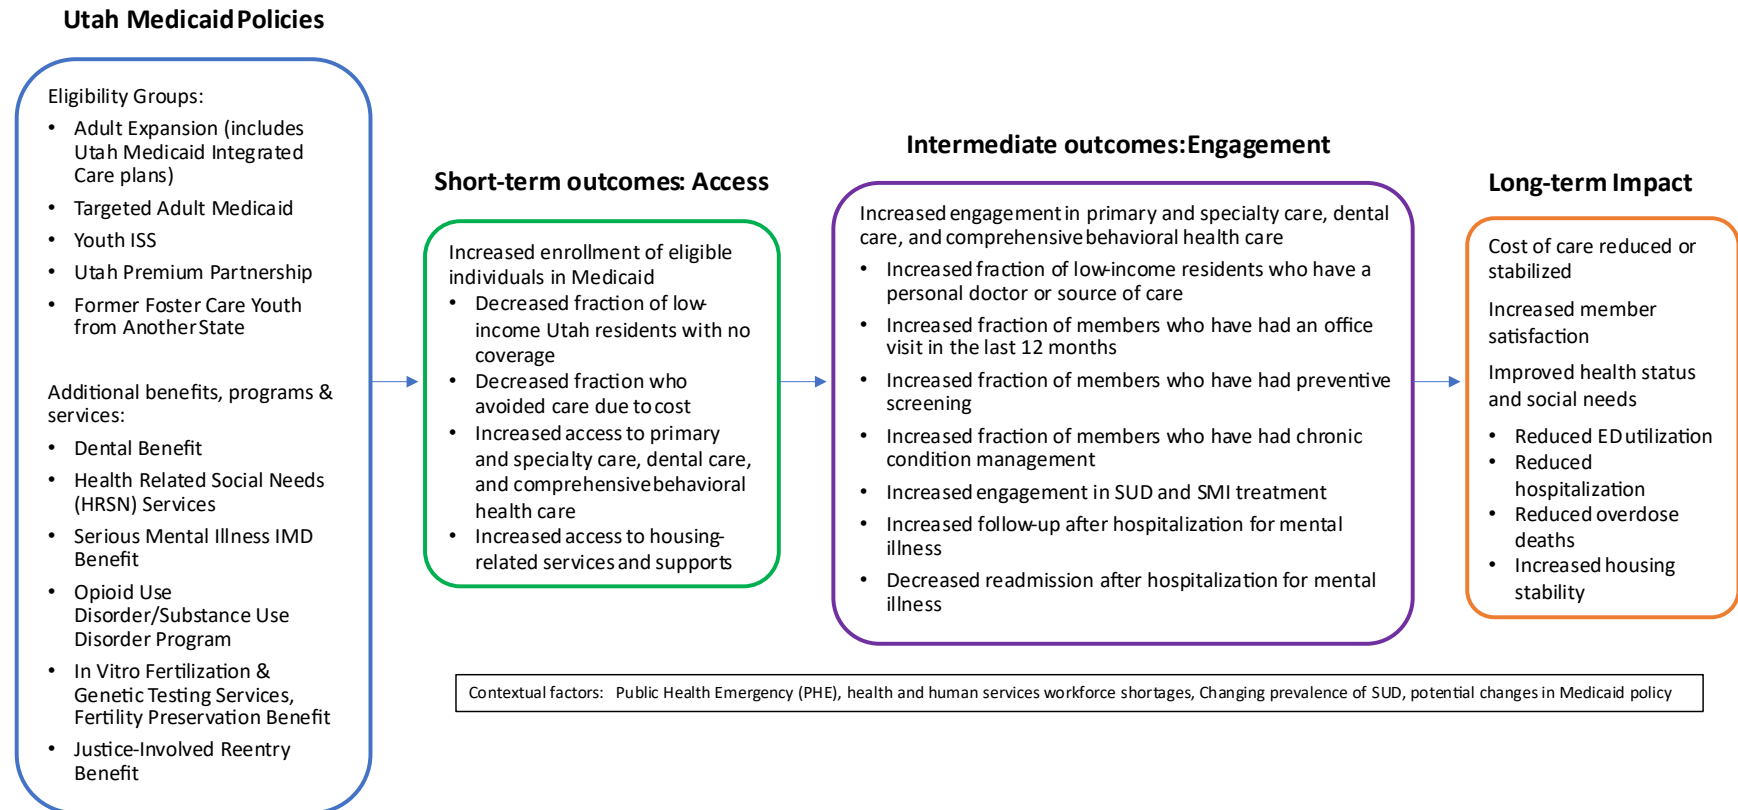 Utah Medicaid Policies
Eligibility Groups:
• Adult Expansion (includes
Utah Medicaid Integrated
Care plans)
• Targeted Adult Medicaid
• Youth ISS
• Utah Premium Partnership
• Former Foster Care Youth
from Another State
Additional benefits, programs &
services:
• Dental Benefit
• Health Related Social Needs
(HRSN) Services
• Serious Mental Illness IMD
Benefit
• Opioid Use
Disorder/Substance Use
Disorder Program
• In Vitro Fertilization &
Genetic Testing Services,
Fertility Preservation Benefit
• Justice-Involved Reentry
Benefit
Short-term outcomes: Access
Increased enrollment of eligible
individuals in Medicaid
• Decreased fraction of low-
income Utah residents with no
coverage
• Decreased fraction who
avoided care due to cost
• Increased access to primary
and specialty care, dental care,
and comprehensive behavioral
health care
• Increased access to housing-
related services and supports
Intermediate outcomes: Engagement
Increased engagement in primary and specialty care, dental
care, and comprehensive behavioral health care
• Increased fraction of low-income residents who have a
personal doctor or source of care
• Increased fraction of members who have had an office
visit in the last 12 months
• Increased fraction of members who have had preventive
screening
• Increased fraction of members who have had chronic
condition management
• Increased engagement in SUD and SMI treatment
• Increased follow-up after hospitalization for mental
illness
• Decreased readmission after hospitalization for mental
illness
Long-term Impact
Cost of care reduced or
stabilized
Increased member
satisfaction
Improved health status
and social needs
• Reduced ED utilization
• Reduced
hospitalization
• Reduced overdose
deaths
• Increased housing
stability
Contextual factors: Public Health Emergency (PHE), health and human services workforce shortages, Changing prevalence of SUD, potential changes in Medicaid policy